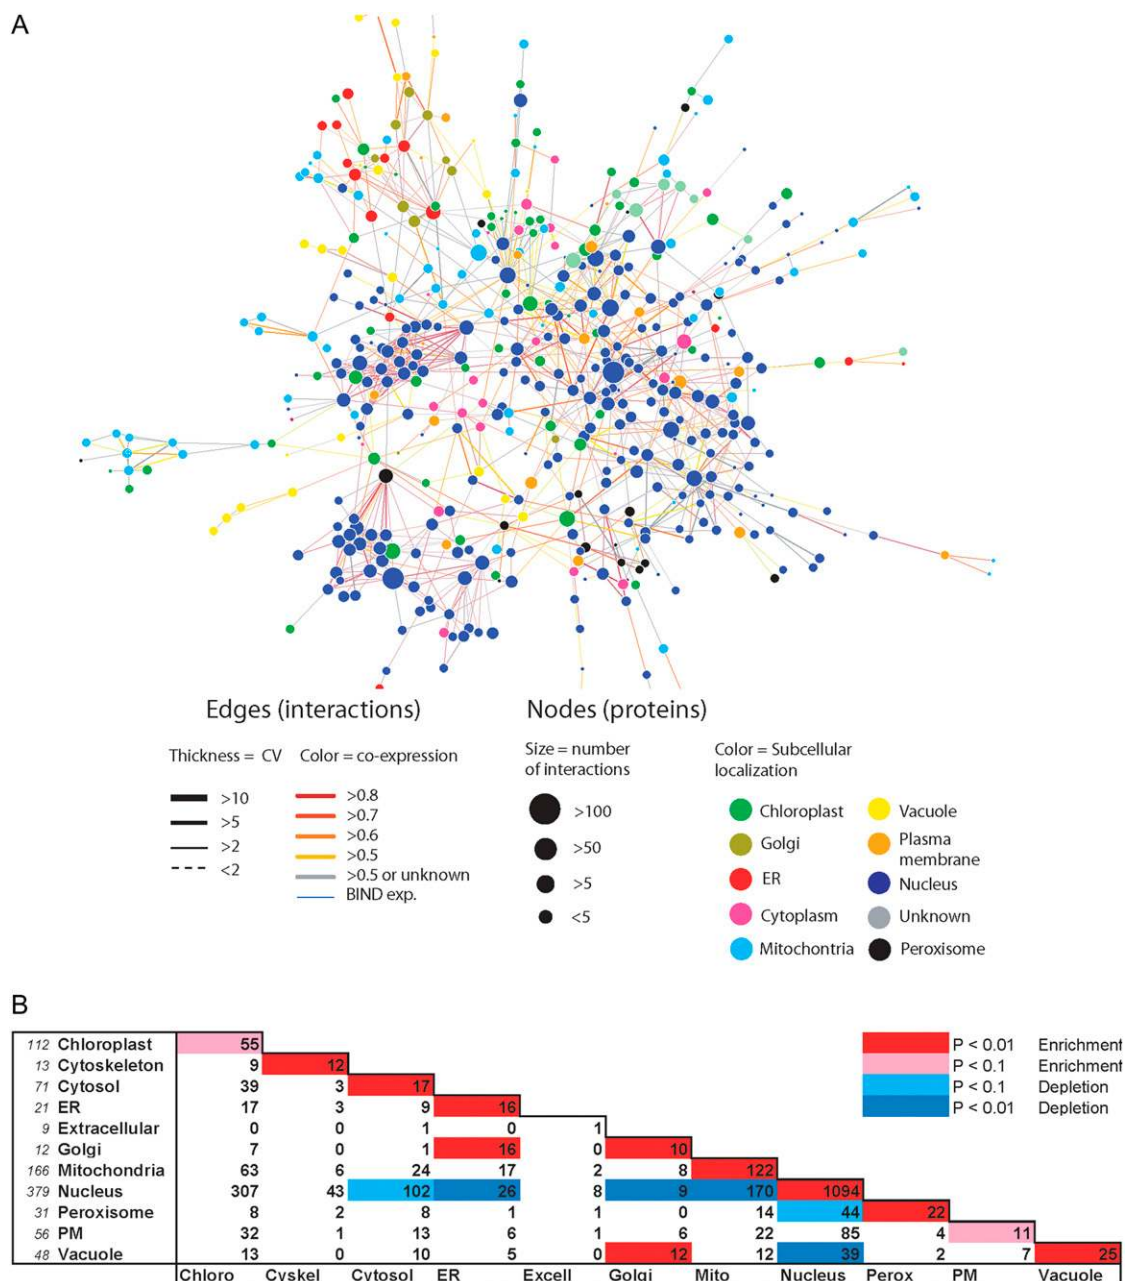 A
Edges (interactions)
Nodes (proteins)
Thickness = CV
Color = co-expression
>10
>5
>2
<2
>0.8
>0.7
>0.6
>0.5
>0.5 or unknown
BIND exp.
Size = number
of interactions
>100
>50
>5
<5
Color = Subcellular
localization
Chloroplast
Golgi
ER
Cytoplasm
Mitochontria
Vacuole
Plasma
membrane
Nucleus
Unknown
Peroxisome
B
112 Chloroplast 55
13 Cytoskeleton 9 12
71 Cytosol 39 3 17
21 ER 17 3 9 16
9 Extracellular 0 0 1 0 1
12 Golgi 7 0 1 16 0 10
166 Mitochondria 63 6 24 17 2 8 122
379 Nucleus 307 43 102 26 8 9 170 1094
31 Peroxisome 8 2 8 1 1 0 14 44 22
56 PM 32 1 13 6 1 6 22 85 4 11
48 Vacuole 13 0 10 5 0 12 12 39 2 7 25
Chloro Cyskel Cytosol ER Excell Golgi Mito Nucleus Perox PM Vacuole
P < 0.01 Enrichment
P < 0.1 Enrichment
P < 0.1 Depletion
P < 0.01 Depletion